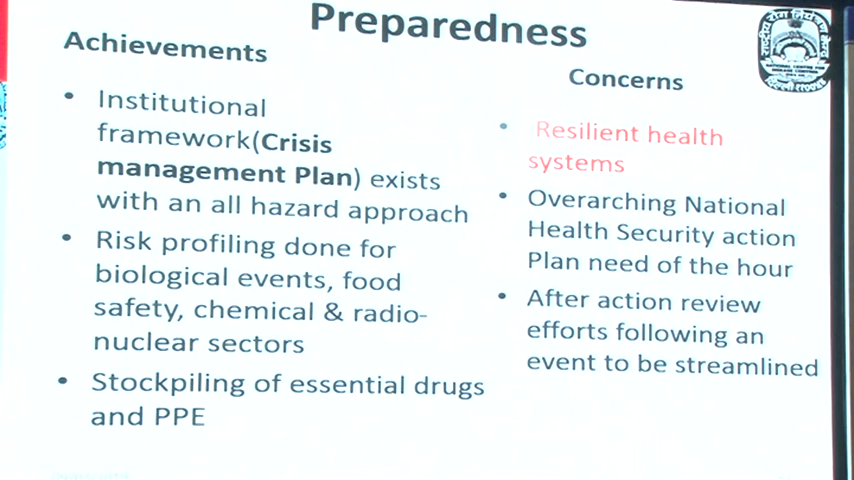 Preparedness
Achievements
• Institutional
framework(Crisis
management Plan) exists
with an all hazard approach
• Risk profiling done for
biological events, food
safety, chemical & radio-
nuclear sectors
• Stockpiling of essential drugs
and PPE
Concerns
• Resilient health
systems
• Overarching National
Health Security action
Plan need of the hour
• After action review
efforts following an
event to be streamlined